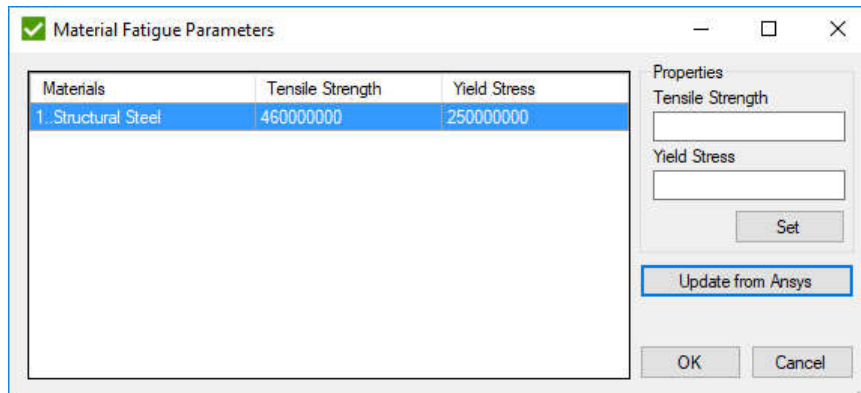 Material Fatigue Parameters
Materials Tensile Strength Yield Stress
1..Structural Steel 460000000 250000000
Properties
Tensile Strength
Yield Stress
Set
Update from Ansys
OK Cancel